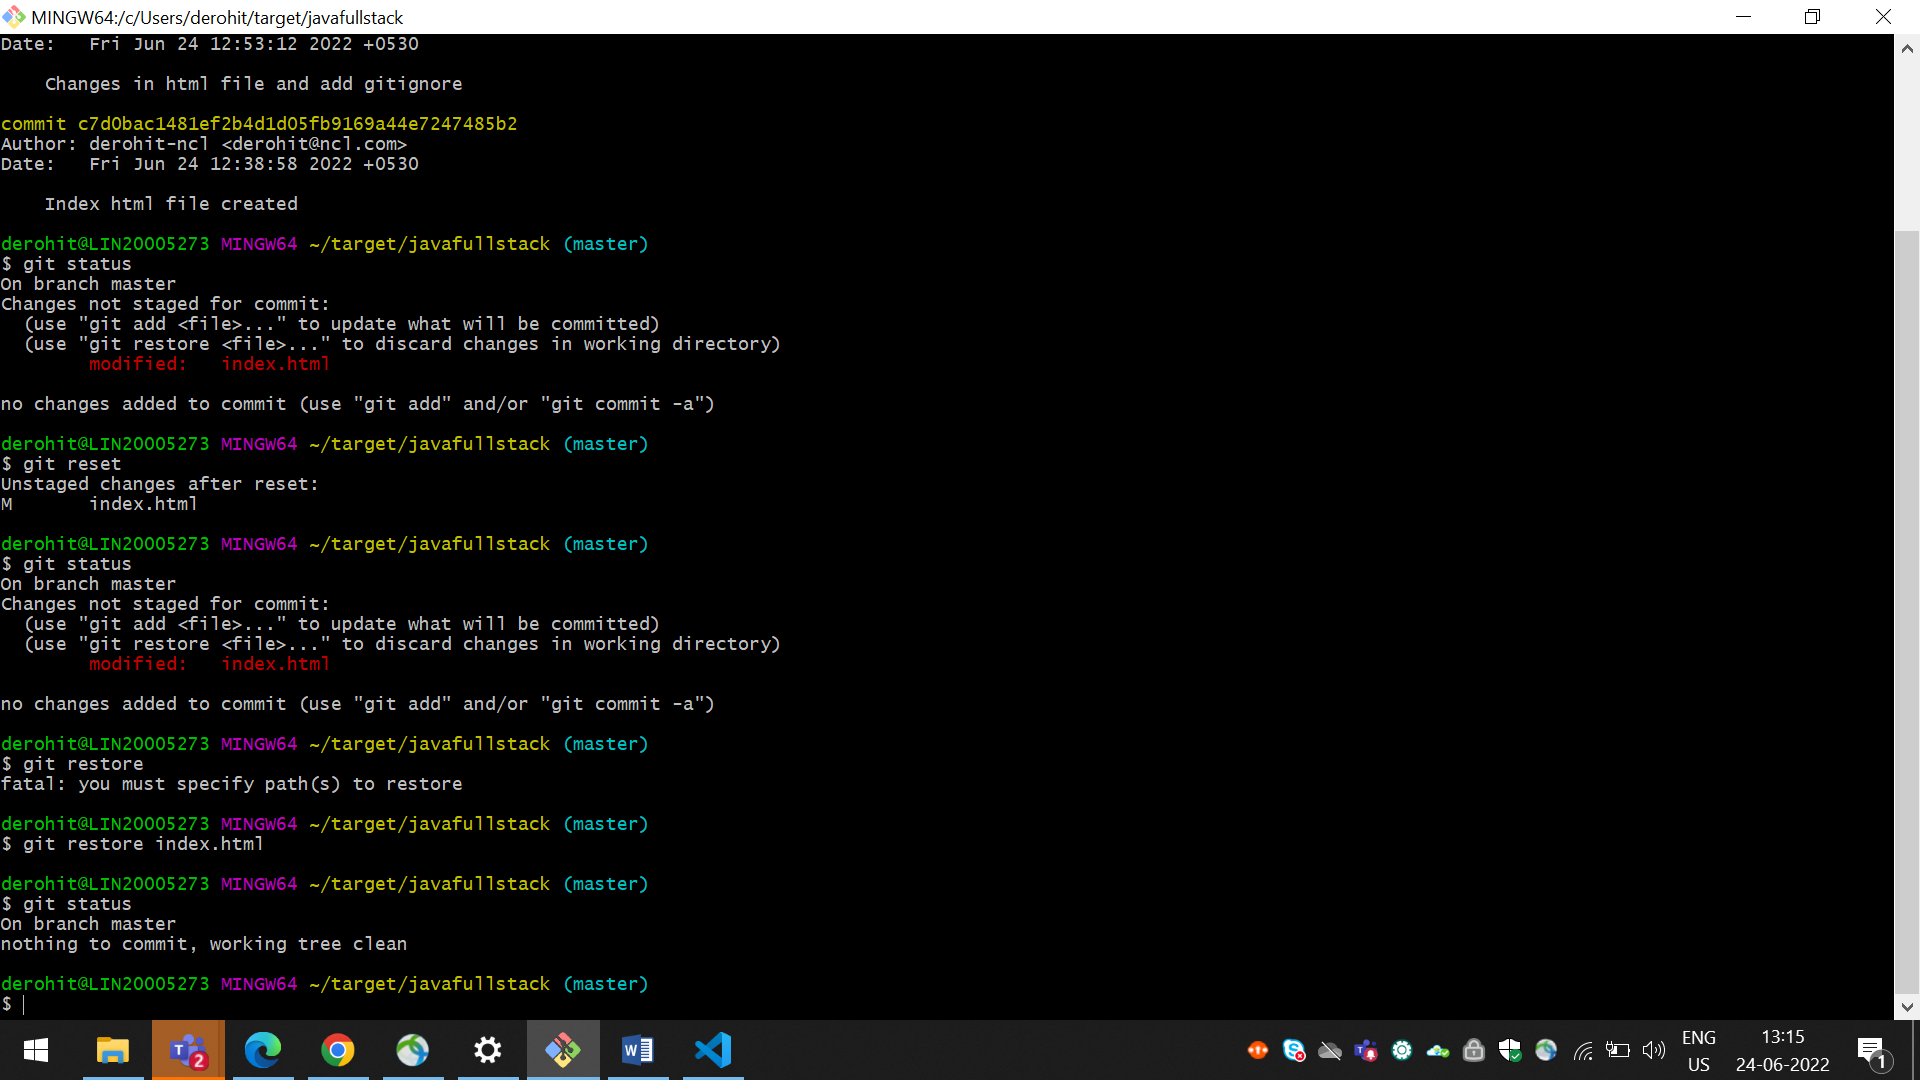 MINGW64:/c/Users/derohit/target/javafullstack
Date:   Fri Jun 24 12:53:12 2022 +0530
    Changes in html file and add gitignore
commit c7d0bac1481ef2b4d1d05fb9169a44e7247485b2
Author: derohit-ncl <derohit@ncl.com>
Date:   Fri Jun 24 12:38:58 2022 +0530
    Index html file created
derohit@LIN20005273 MINGW64 ~/target/javafullstack (master)
$ git status
On branch master
Changes not staged for commit:
  (use "git add <file>..." to update what will be committed)
  (use "git restore <file>..." to discard changes in working directory)
        modified:   index.html
no changes added to commit (use "git add" and/or "git commit -a")
derohit@LIN20005273 MINGW64 ~/target/javafullstack (master)
$ git reset
Unstaged changes after reset:
M       index.html
derohit@LIN20005273 MINGW64 ~/target/javafullstack (master)
$ git status
On branch master
Changes not staged for commit:
  (use "git add <file>..." to update what will be committed)
  (use "git restore <file>..." to discard changes in working directory)
        modified:   index.html
no changes added to commit (use "git add" and/or "git commit -a")
derohit@LIN20005273 MINGW64 ~/target/javafullstack (master)
$ git restore
fatal: you must specify path(s) to restore
derohit@LIN20005273 MINGW64 ~/target/javafullstack (master)
$ git restore index.html
derohit@LIN20005273 MINGW64 ~/target/javafullstack (master)
$ git status
On branch master
nothing to commit, working tree clean
derohit@LIN20005273 MINGW64 ~/target/javafullstack (master)
$
T 2
W
ENG
US
13:15
24-06-2022
1